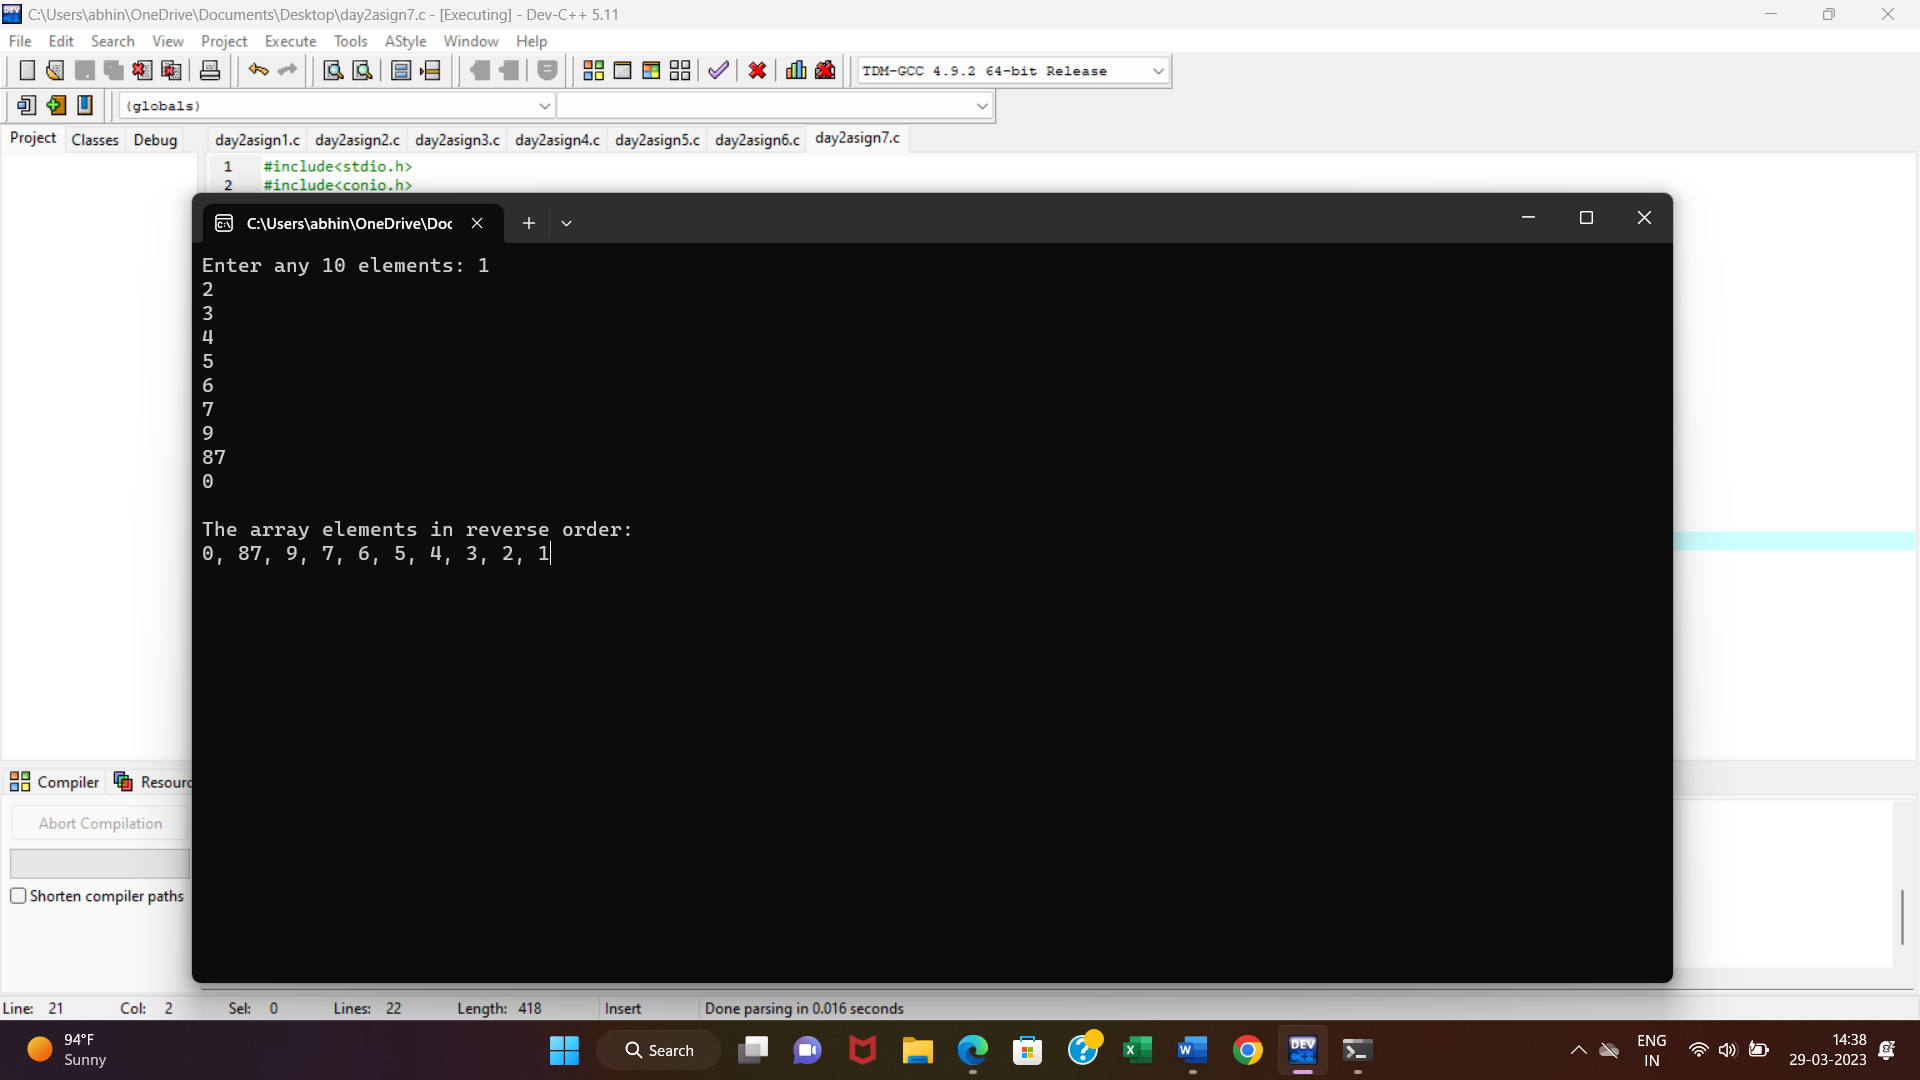 C:\Users\abhin\OneDrive\Documents\Desktop\day2asign7.c - [Executing] - Dev-C++ 5.11
File Edit Search View Project Execute Tools AStyle Window Help
TDM-GCC 4.9.2 64-bit Release
(globals)
Project Classes Debug day2asign1.c day2asign2.c day2asign3.c day2asign4.c day2asign5.c day2asign6.c day2asign7.c
1 #include<stdio.h>
2 #include<conio.h>
C:\Users\abhin\OneDrive\Doc
Enter any 10 elements: 1
2
3
4
5
6
7
9
87
0
The array elements in reverse order:
0, 87, 9, 7, 6, 5, 4, 3, 2, 1
Compiler Resourc
Abort Compilation
Shorten compiler paths
Line: 21 Col: 2 Sel: 0 Lines: 22 Length: 418 Insert Done parsing in 0.016 seconds
94°F
Sunny
Search
DEV
ENG
IN
14:38
29-03-2023